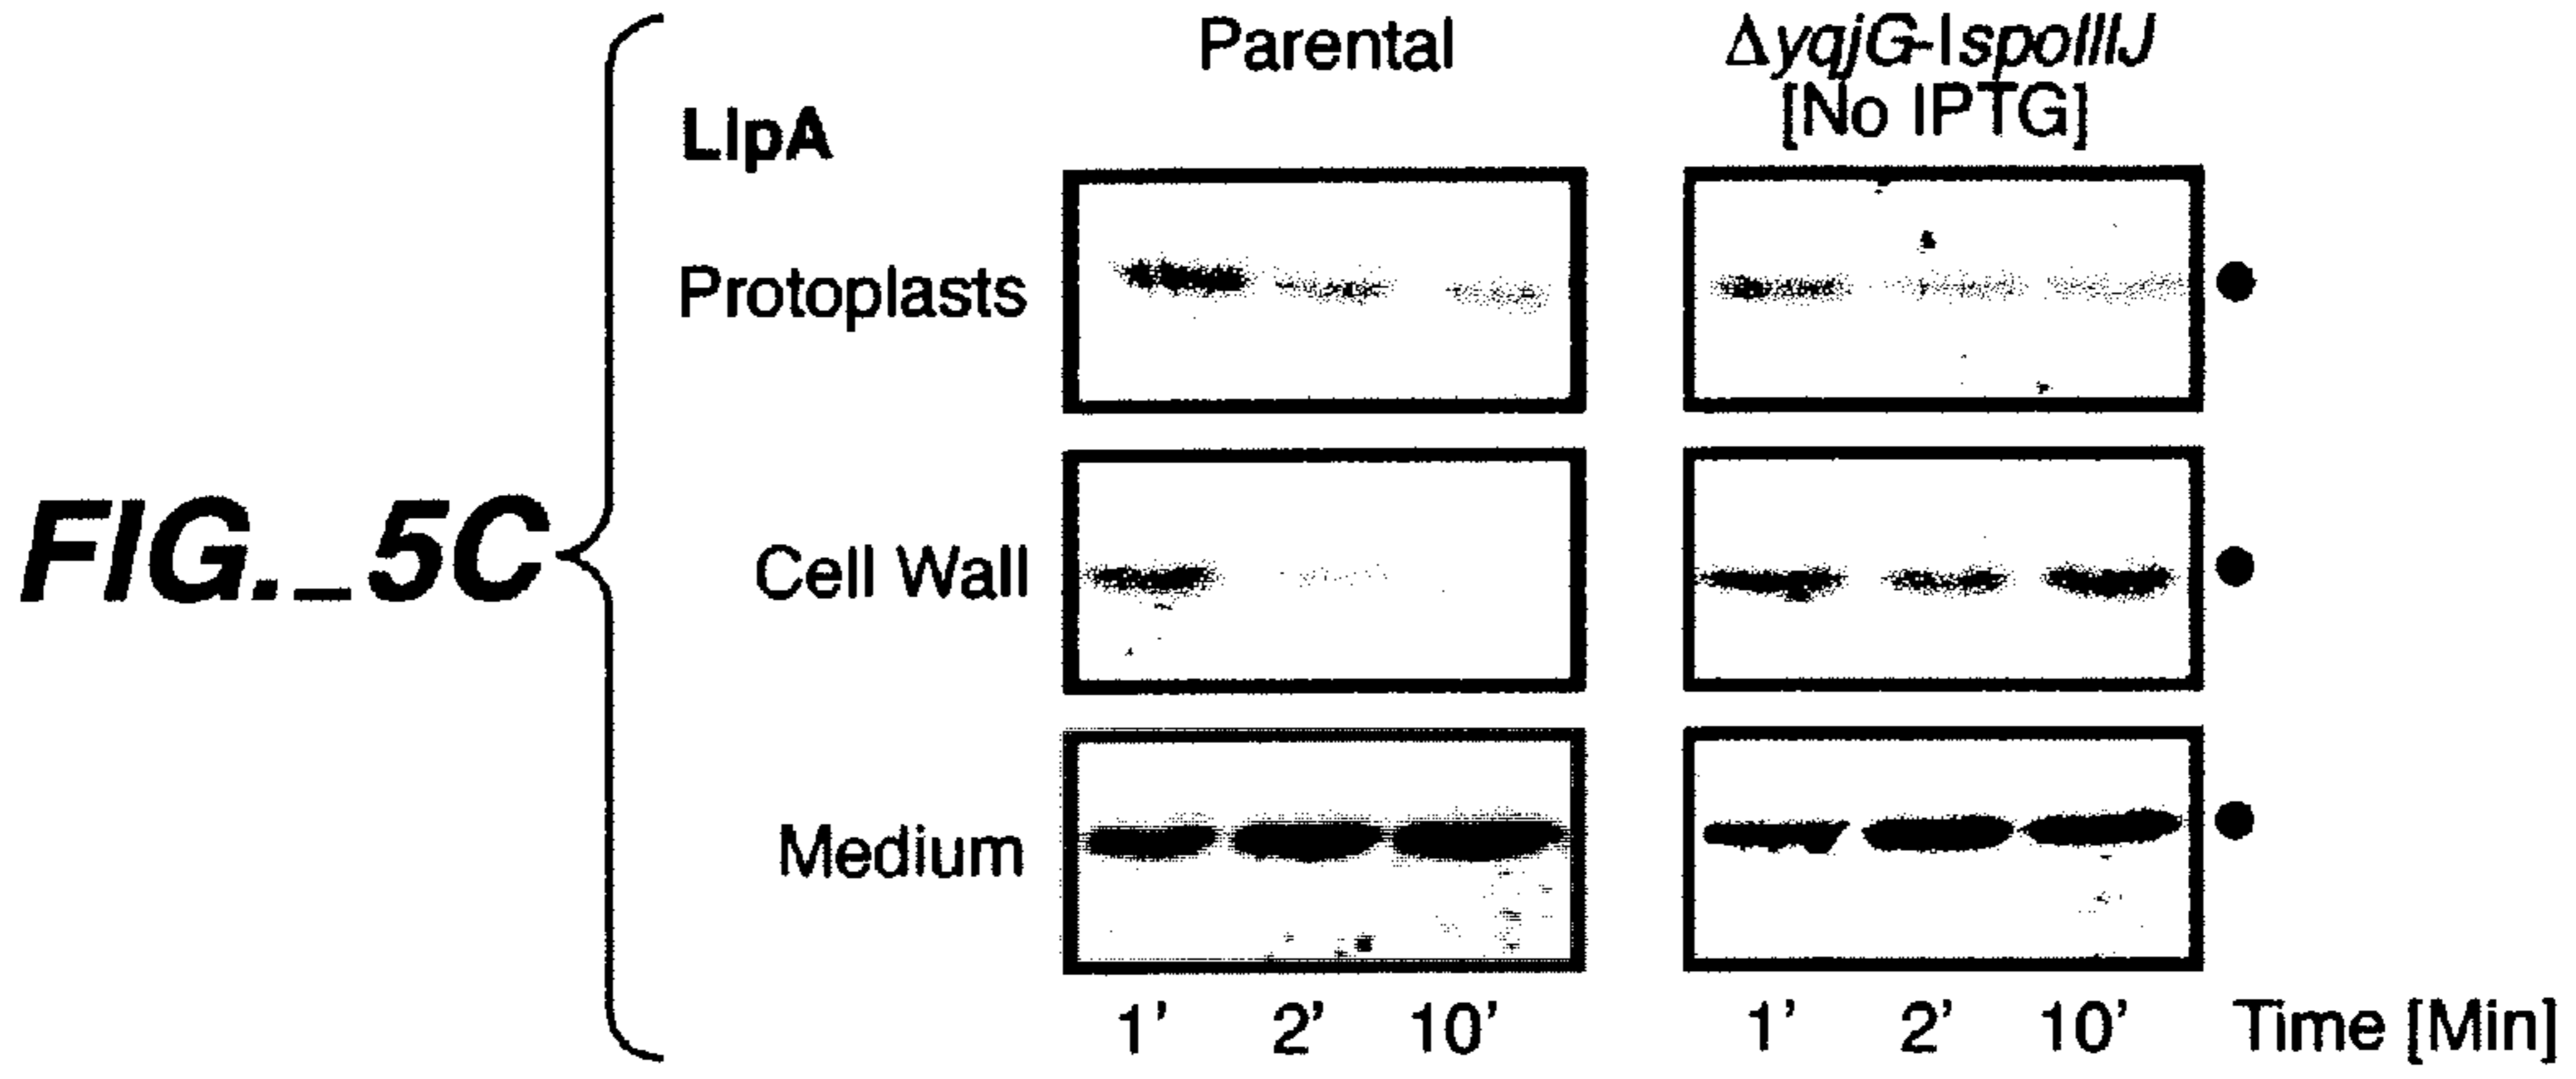 Parental
ΔyqjG-IspoIIIJ
[No IPTG]
LipA
Protoplasts
FIG._5C
Cell Wall
Medium
1' 2' 10' 1' 2' 10' Time [Min]